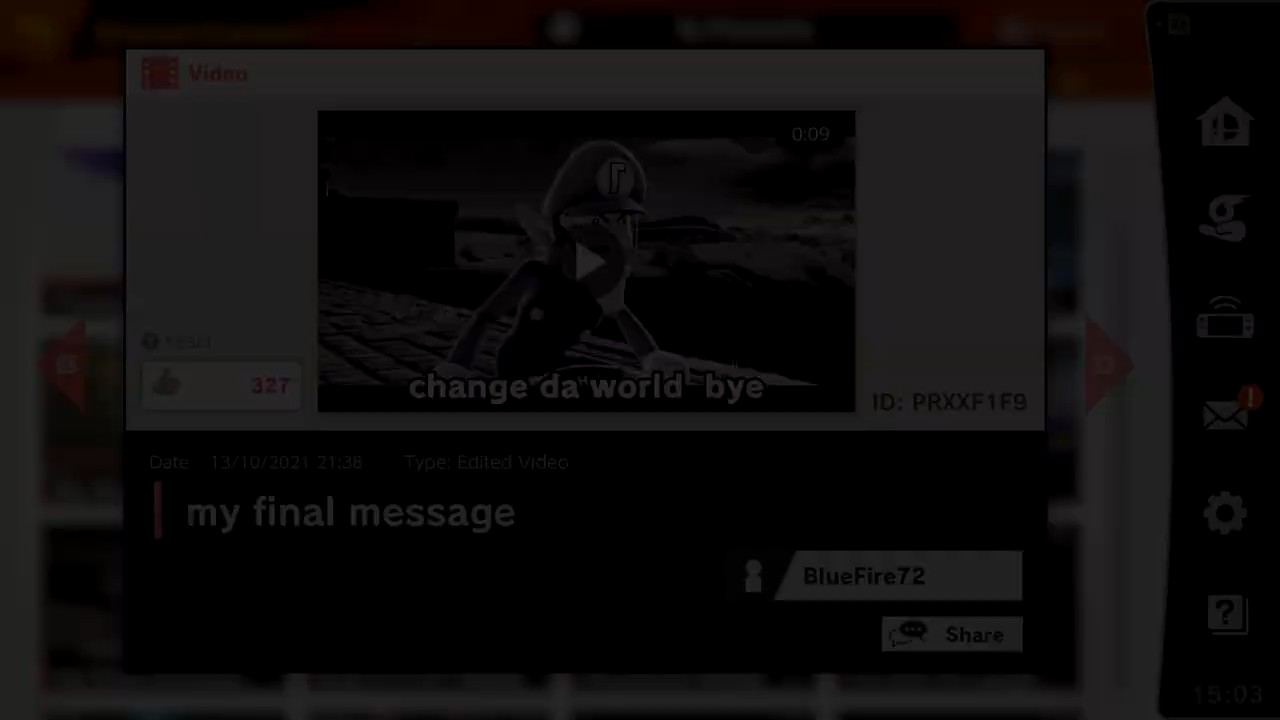 Video
0:09
change da world bye
327
ID: PRXXF1F9
Date 13/10/2021 21:38 Type: Edited Video
my final message
BlueFire72
Share
15:03